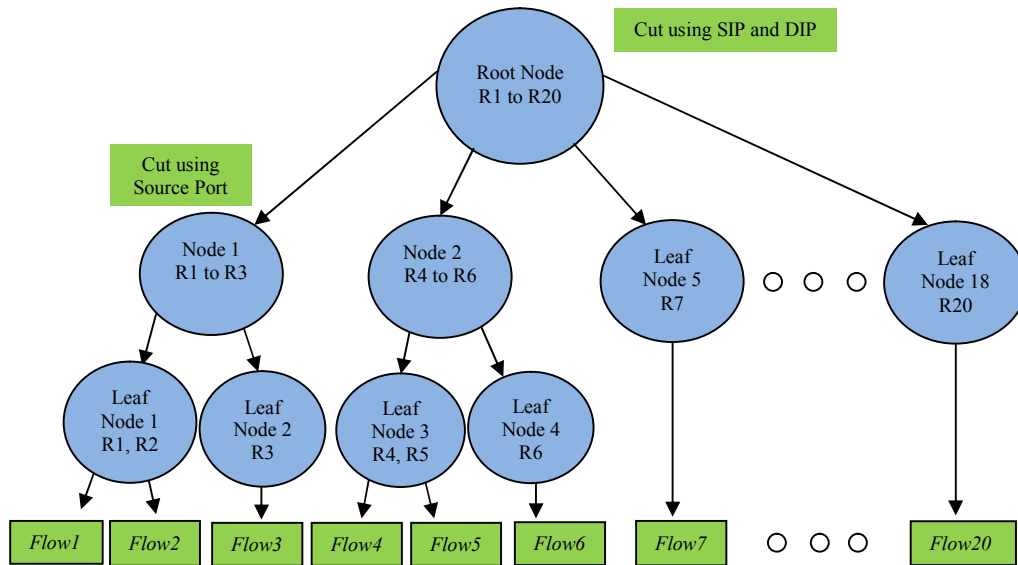 Cut using SIP and DIP
Root Node
R1 to R20
Cut using
Source Port
Node 1
R1 to R3
Node 2
R4 to R6
Leaf
Node 5
R7
Leaf
Node 18
R20
Leaf
Node 1
R1, R2
Leaf
Node 2
R3
Leaf
Node 3
R4, R5
Leaf
Node 4
R6
Flow1
Flow2
Flow3
Flow4
Flow5
Flow6
Flow7
Flow20